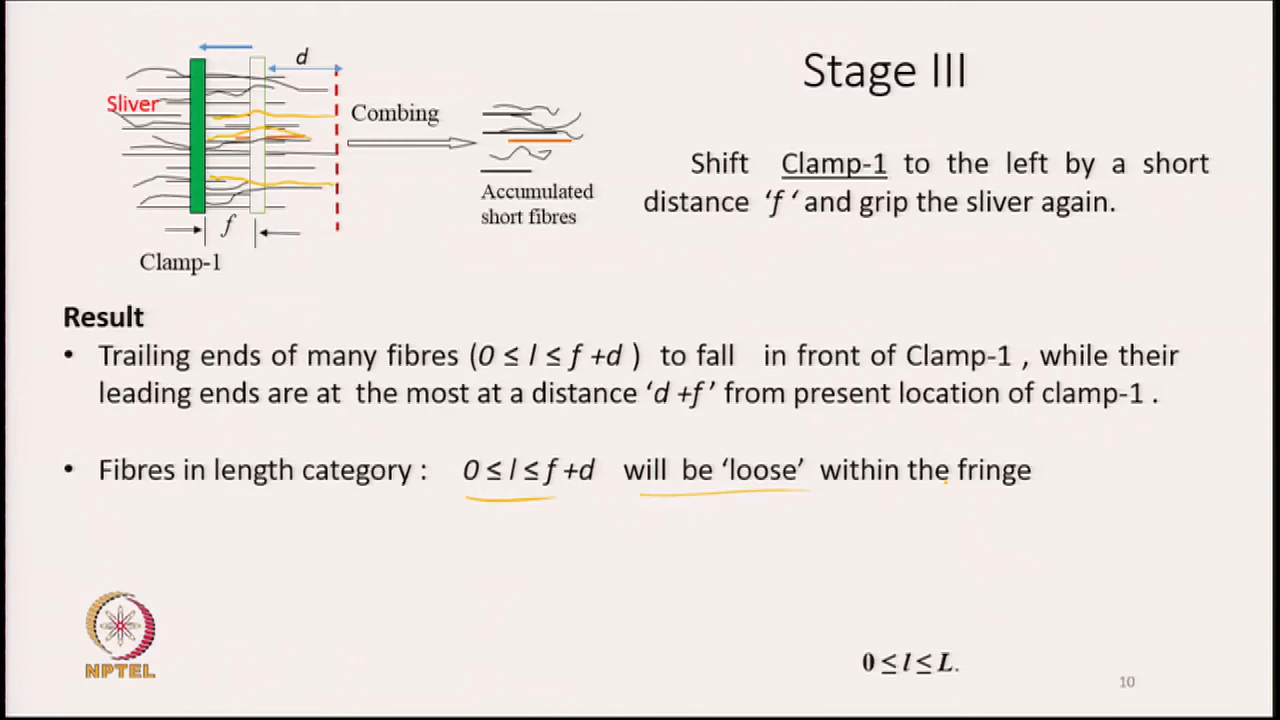 d
Stage III
Sliver
Combing
Shift Clamp-1 to the left by a short
distance ‘f ‘ and grip the sliver again.
Accumulated
short fibres
f
Clamp-1
Result
• Trailing ends of many fibres (0 ≤ l ≤ f +d ) to fall in front of Clamp-1 , while their
leading ends are at the most at a distance ‘d +f ’ from present location of clamp-1 .
• Fibres in length category : 0 ≤ l ≤ f +d will be ‘loose’ within the fringe
NPTEL
0 ≤ l ≤ L.
10